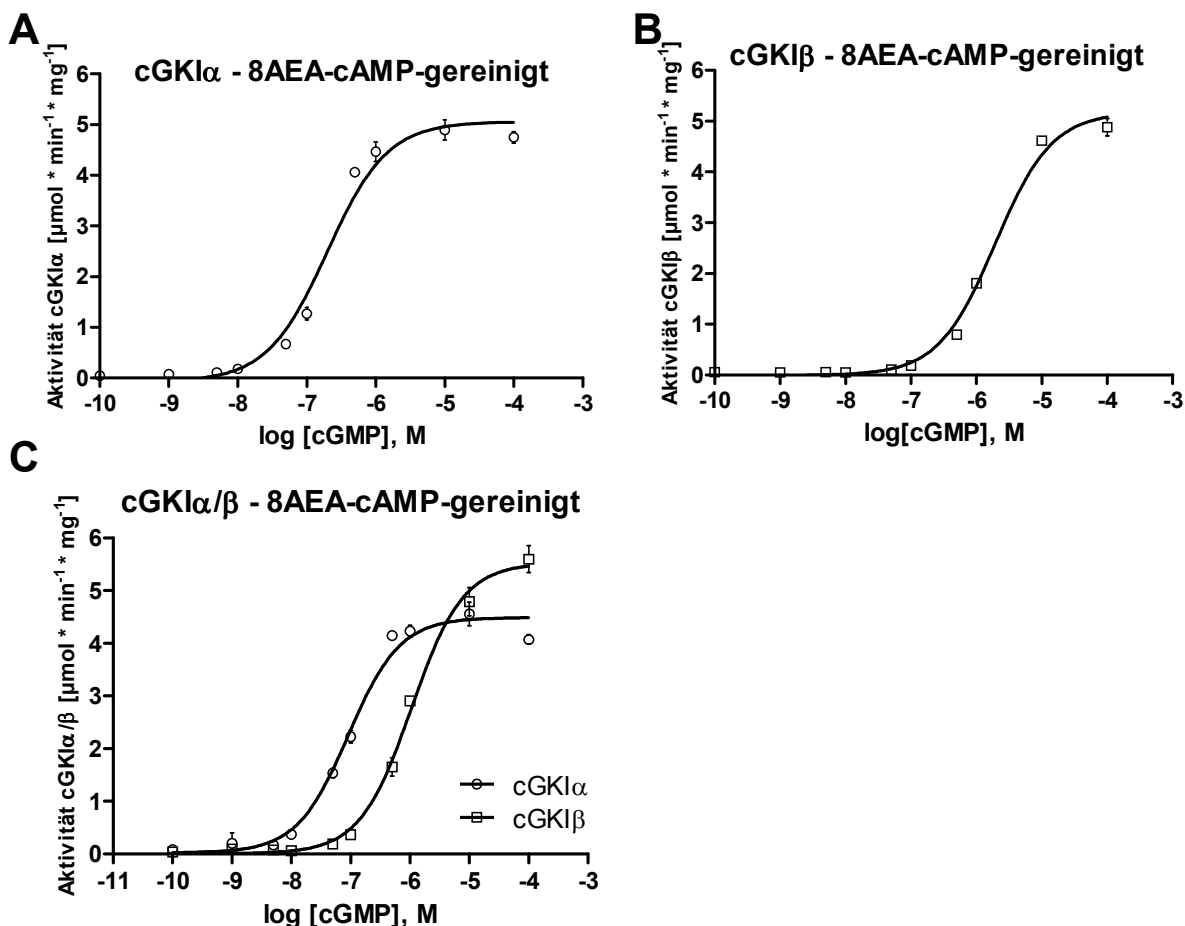 A
cGKIα - 8AEA-cAMP-gereinigt
Aktivität cGKIα [µmol * min⁻¹ * mg⁻¹]
6
5
4
3
2
1
0
-10 -9 -8 -7 -6 -5 -4 -3
log [cGMP], M
B
cGKIβ - 8AEA-cAMP-gereinigt
Aktivität cGKIβ [µmol * min⁻¹ * mg⁻¹]
6
5
4
3
2
1
0
-10 -9 -8 -7 -6 -5 -4 -3
log[cGMP], M
C
cGKIα/β - 8AEA-cAMP-gereinigt
Aktivität cGKIα/β [µmol * min⁻¹ * mg⁻¹]
6
5
4
3
2
1
0
cGKIα
cGKIβ
-11 -10 -9 -8 -7 -6 -5 -4 -3
log [cGMP], M